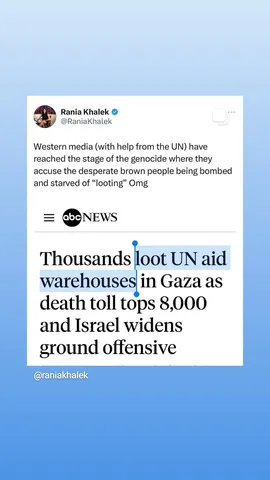 Rania Khalek
@RaniaKhalek
Western media (with help from the UN) have
reached the stage of the genocide where they
accuse the desperate brown people being bombed
and starved of “looting” Omg
abc NEWS
Thousands loot UN aid
warehouses in Gaza as
death toll tops 8,000
and Israel widens
ground offensive
@raniakhalek